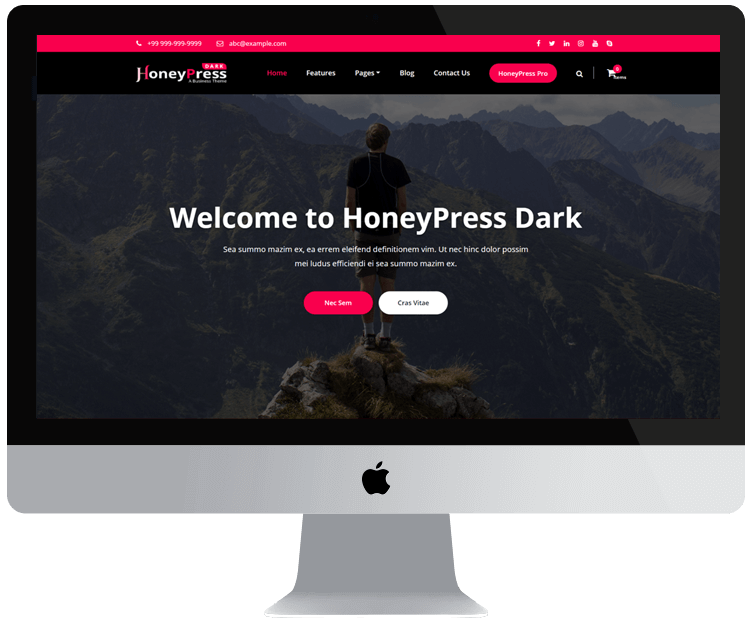 +99 999-999-9999 abc@example.com
DARK
HoneyPress
A Business Theme
Home Features Pages Blog Contact Us HoneyPress Pro
0
Items
Welcome to HoneyPress Dark
Sea summo mazim ex, ea errem eleifend definitionem vim. Ut nec hinc dolor possim
mei ludus efficiendi ei sea summo mazim ex.
Nec Sem Cras Vitae